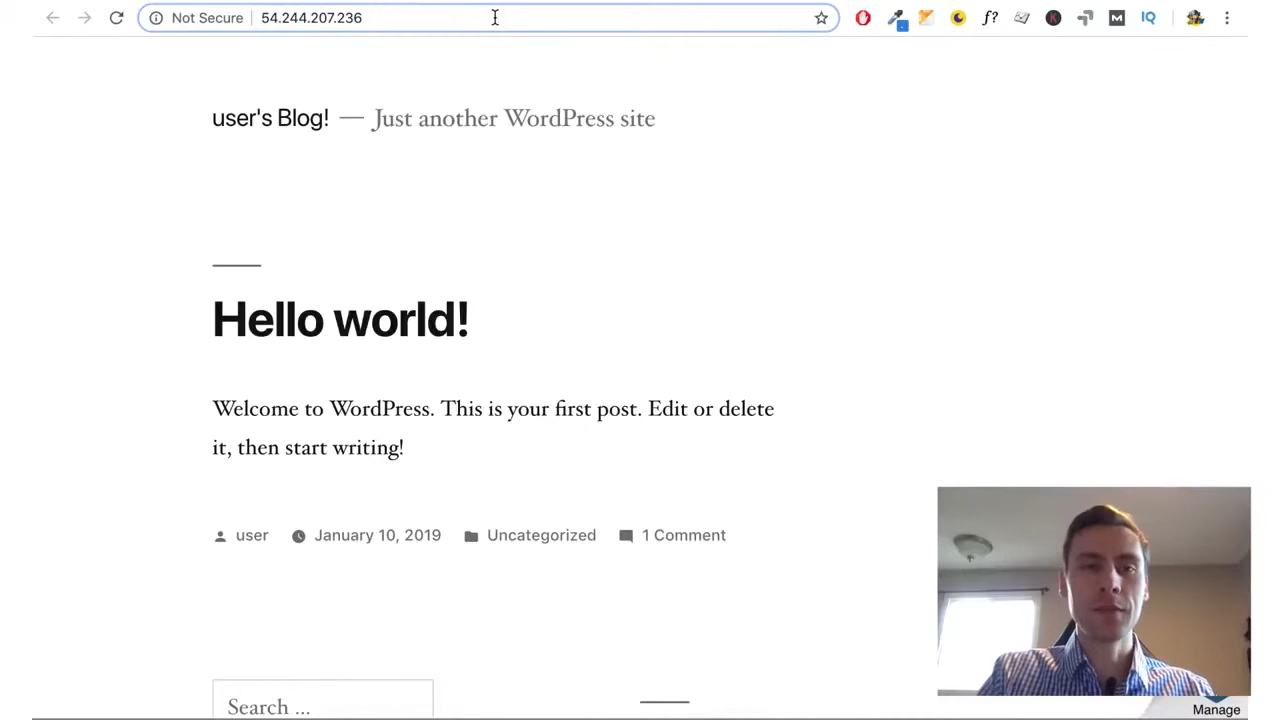 Not Secure 54.244.207.236
f? K M IQ
user's Blog! — Just another WordPress site
Hello world!
Welcome to WordPress. This is your first post. Edit or delete
it, then start writing!
user January 10, 2019 Uncategorized 1 Comment
Search ...
Manage